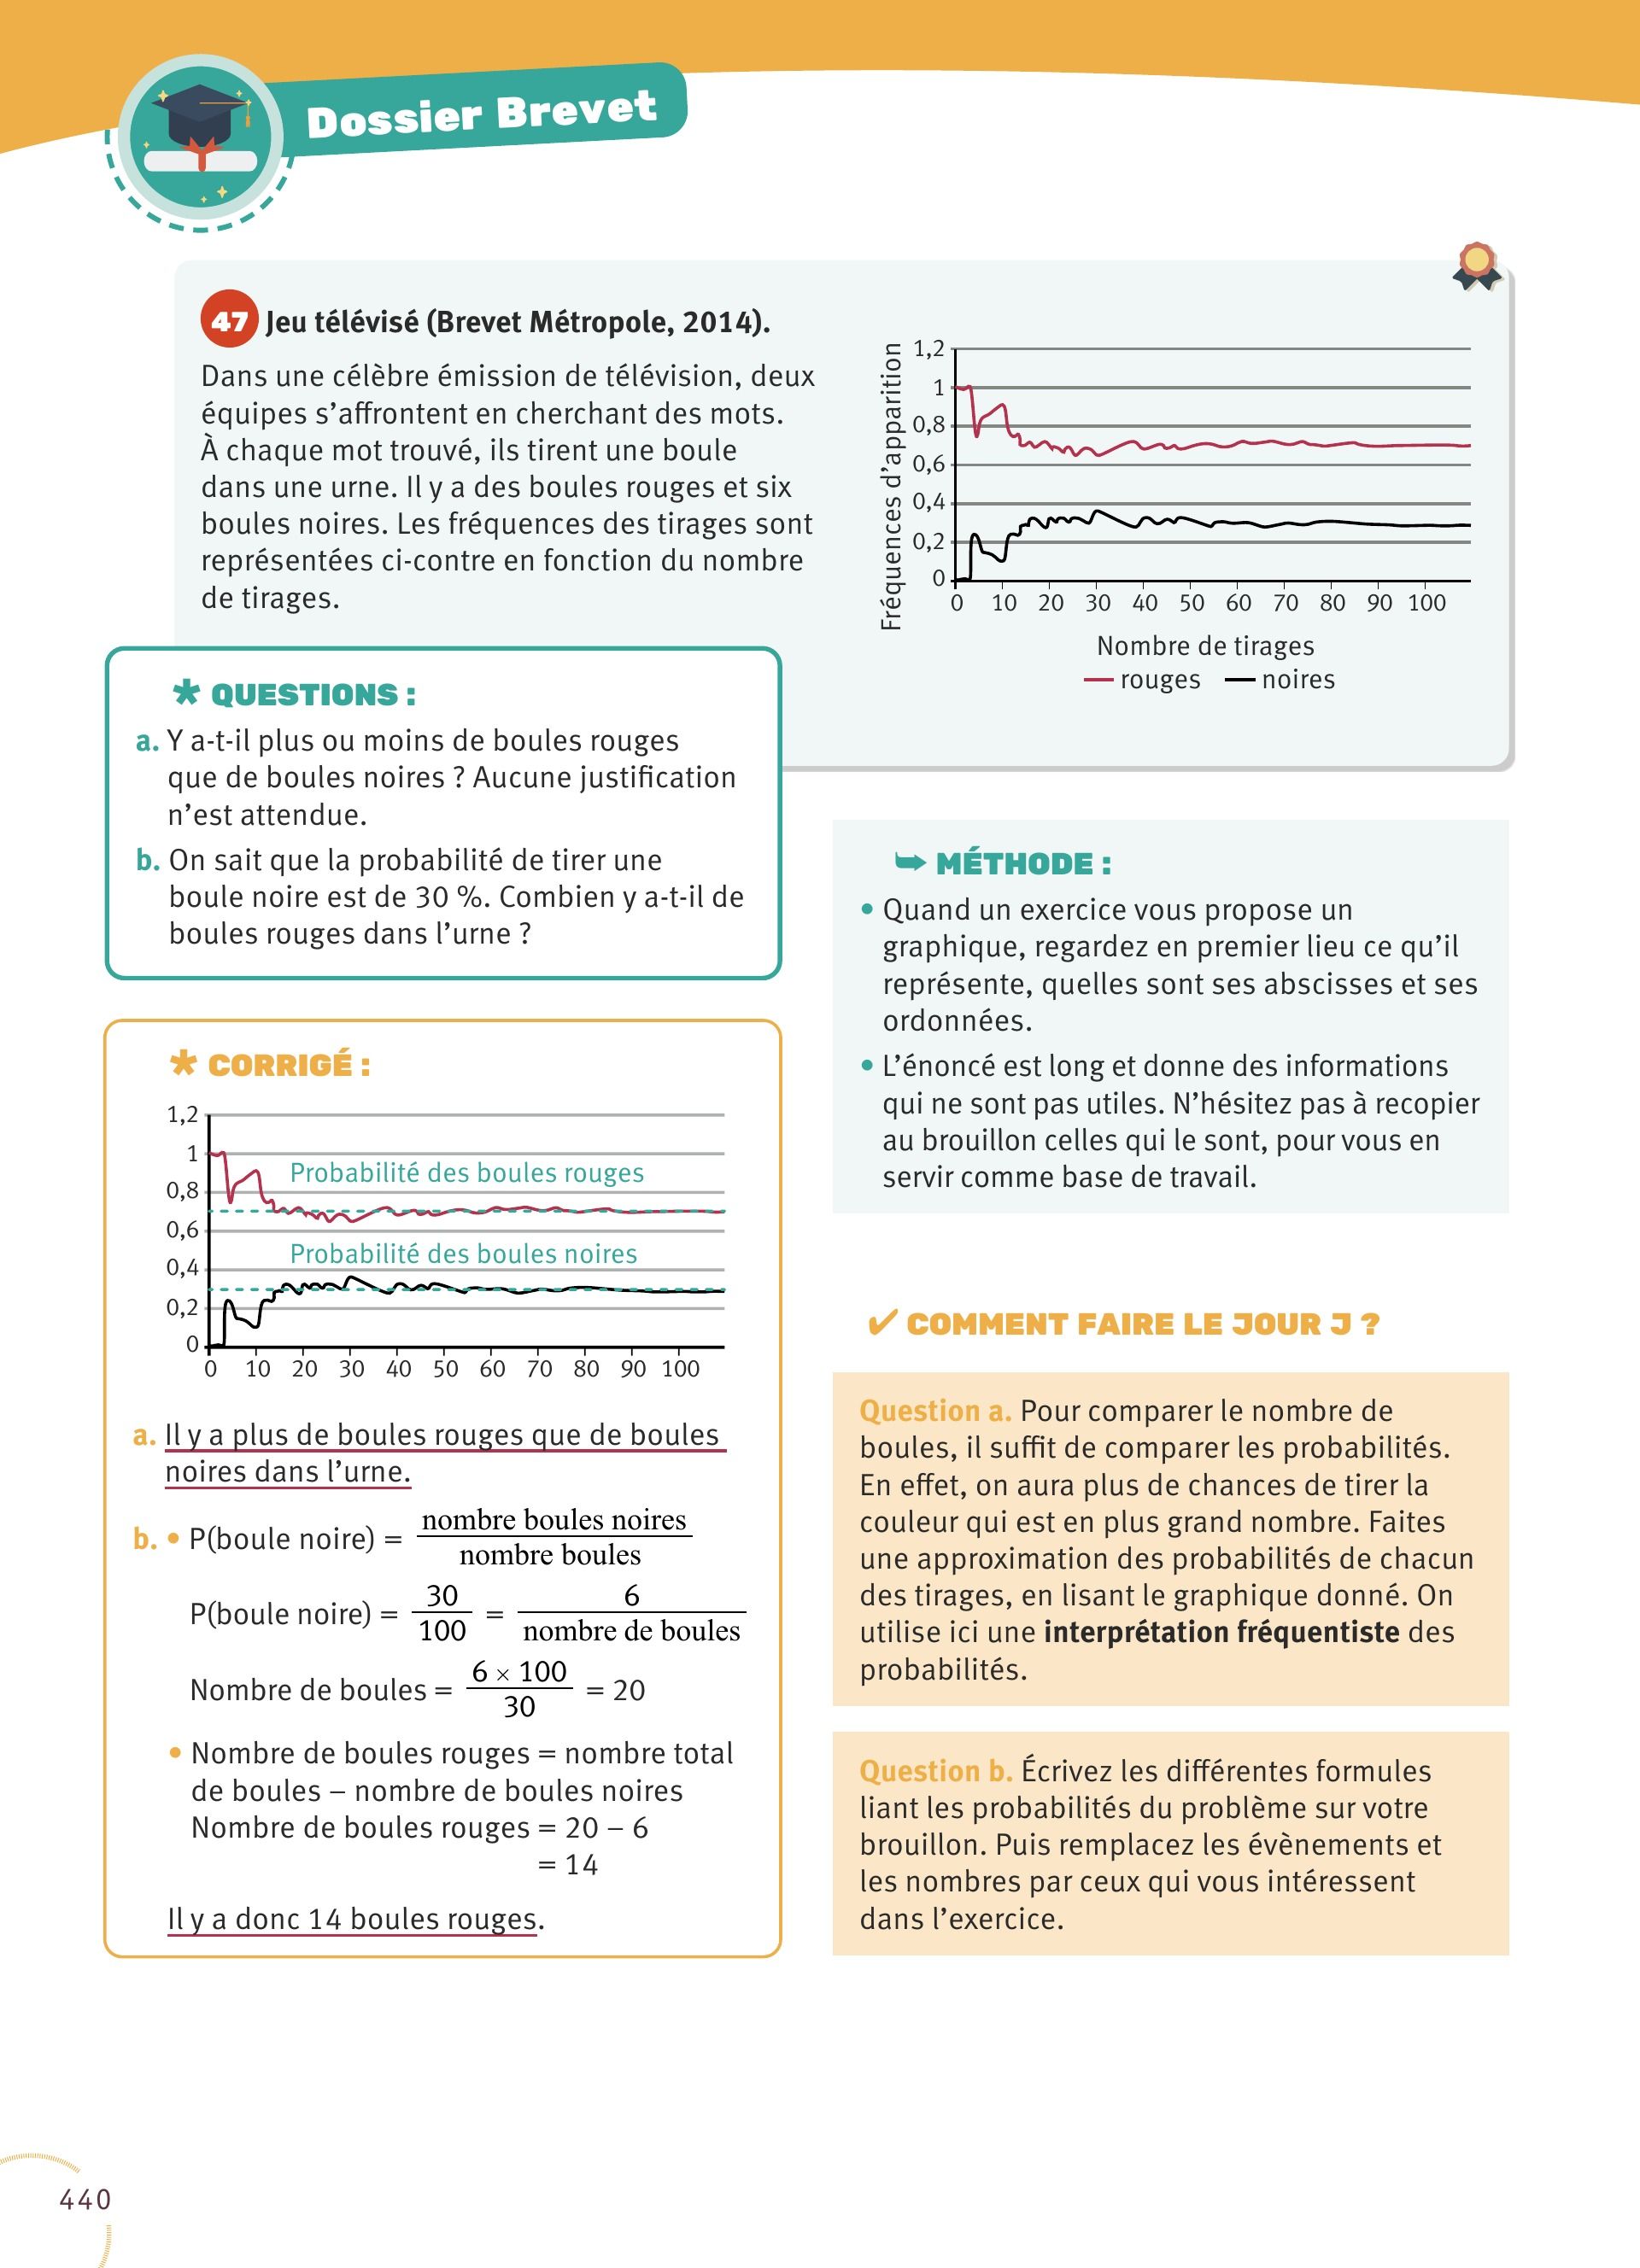 Dossier Brevet
47 Jeu télévisé (Brevet Métropole, 2014).
Dans une célèbre émission de télévision, deux
équipes s’affrontent en cherchant des mots.
À chaque mot trouvé, ils tirent une boule
dans une urne. Il y a des boules rouges et six
boules noires. Les fréquences des tirages sont
représentées ci-contre en fonction du nombre
de tirages.
Fréquences d’apparition
1,2
1
0,8
0,6
0,4
0,2
0
0 10 20 30 40 50 60 70 80 90 100
Nombre de tirages
rouges noires
* QUESTIONS :
a. Y a-t-il plus ou moins de boules rouges
que de boules noires ? Aucune justification
n’est attendue.
b. On sait que la probabilité de tirer une
boule noire est de 30 %. Combien y a-t-il de
boules rouges dans l’urne ?
* CORRIGÉ :
1,2
1
Probabilité des boules rouges
0,8
0,6
Probabilité des boules noires
0,4
0,2
0
0 10 20 30 40 50 60 70 80 90 100
a. Il y a plus de boules rouges que de boules
noires dans l’urne.
b. • P(boule noire) = nombre boules noires / nombre boules
P(boule noire) = 30/100 = 6 / nombre de boules
Nombre de boules = 6 × 100 / 30 = 20
• Nombre de boules rouges = nombre total
de boules – nombre de boules noires
Nombre de boules rouges = 20 – 6
= 14
Il y a donc 14 boules rouges.
➥ MÉTHODE :
• Quand un exercice vous propose un
graphique, regardez en premier lieu ce qu’il
représente, quelles sont ses abscisses et ses
ordonnées.
• L’énoncé est long et donne des informations
qui ne sont pas utiles. N’hésitez pas à recopier
au brouillon celles qui le sont, pour vous en
servir comme base de travail.
✔ COMMENT FAIRE LE JOUR J ?
Question a. Pour comparer le nombre de
boules, il suffit de comparer les probabilités.
En effet, on aura plus de chances de tirer la
couleur qui est en plus grand nombre. Faites
une approximation des probabilités de chacun
des tirages, en lisant le graphique donné. On
utilise ici une interprétation fréquentiste des
probabilités.
Question b. Écrivez les différentes formules
liant les probabilités du problème sur votre
brouillon. Puis remplacez les évènements et
les nombres par ceux qui vous intéressent
dans l’exercice.
440